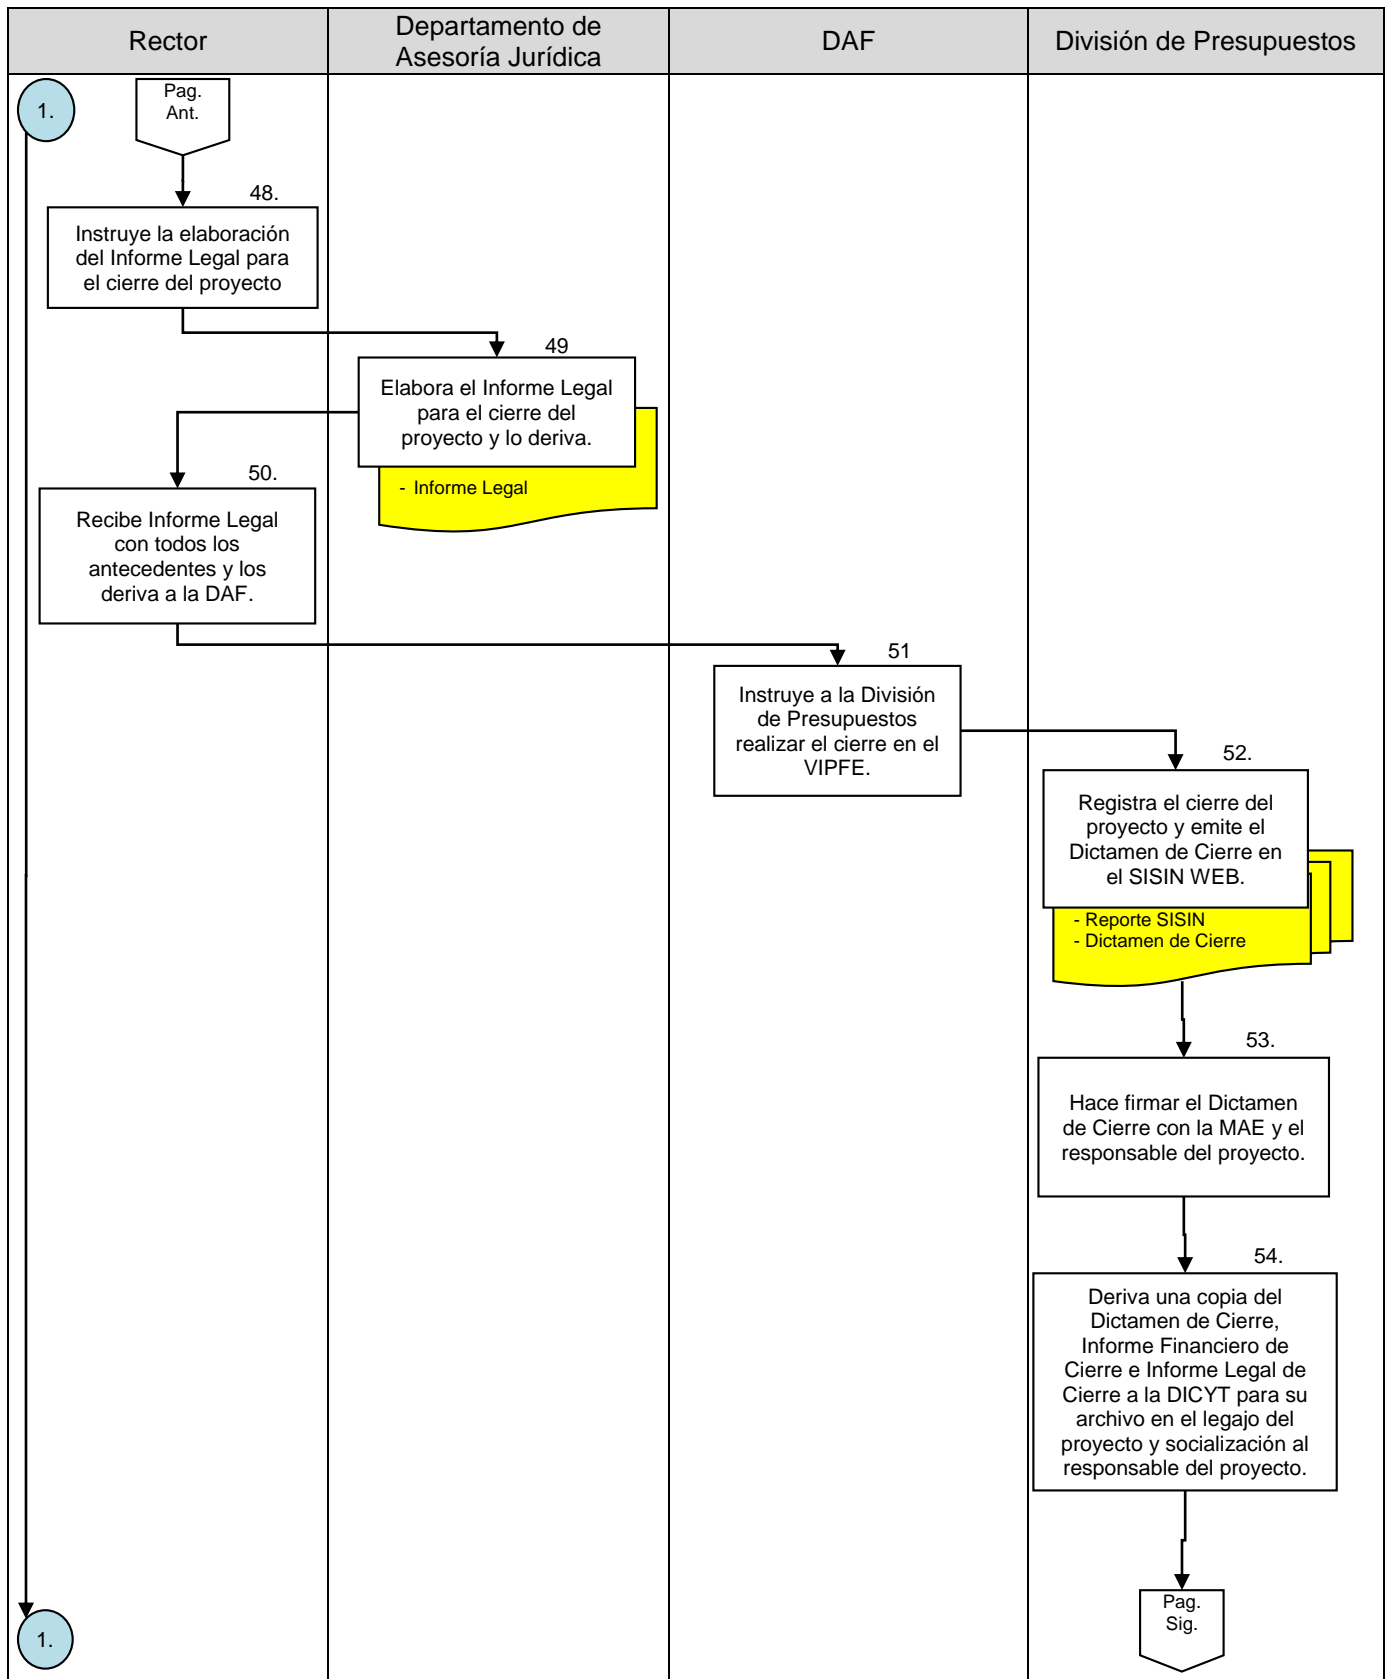 Rector
Departamento de
Asesoría Jurídica
DAF
División de Presupuestos
1.
Pag.
Ant.
48.
Instruye la elaboración
del Informe Legal para
el cierre del proyecto
49
Elabora el Informe Legal
para el cierre del
proyecto y lo deriva.
- Informe Legal
50.
Recibe Informe Legal
con todos los
antecedentes y los
deriva a la DAF.
51
Instruye a la División
de Presupuestos
realizar el cierre en el
VIPFE.
52.
Registra el cierre del
proyecto y emite el
Dictamen de Cierre en
el SISIN WEB.
- Reporte SISIN
- Dictamen de Cierre
53.
Hace firmar el Dictamen
de Cierre con la MAE y el
responsable del proyecto.
54.
Deriva una copia del
Dictamen de Cierre,
Informe Financiero de
Cierre e Informe Legal de
Cierre a la DICYT para su
archivo en el legajo del
proyecto y socialización al
responsable del proyecto.
Pag.
Sig.
1.